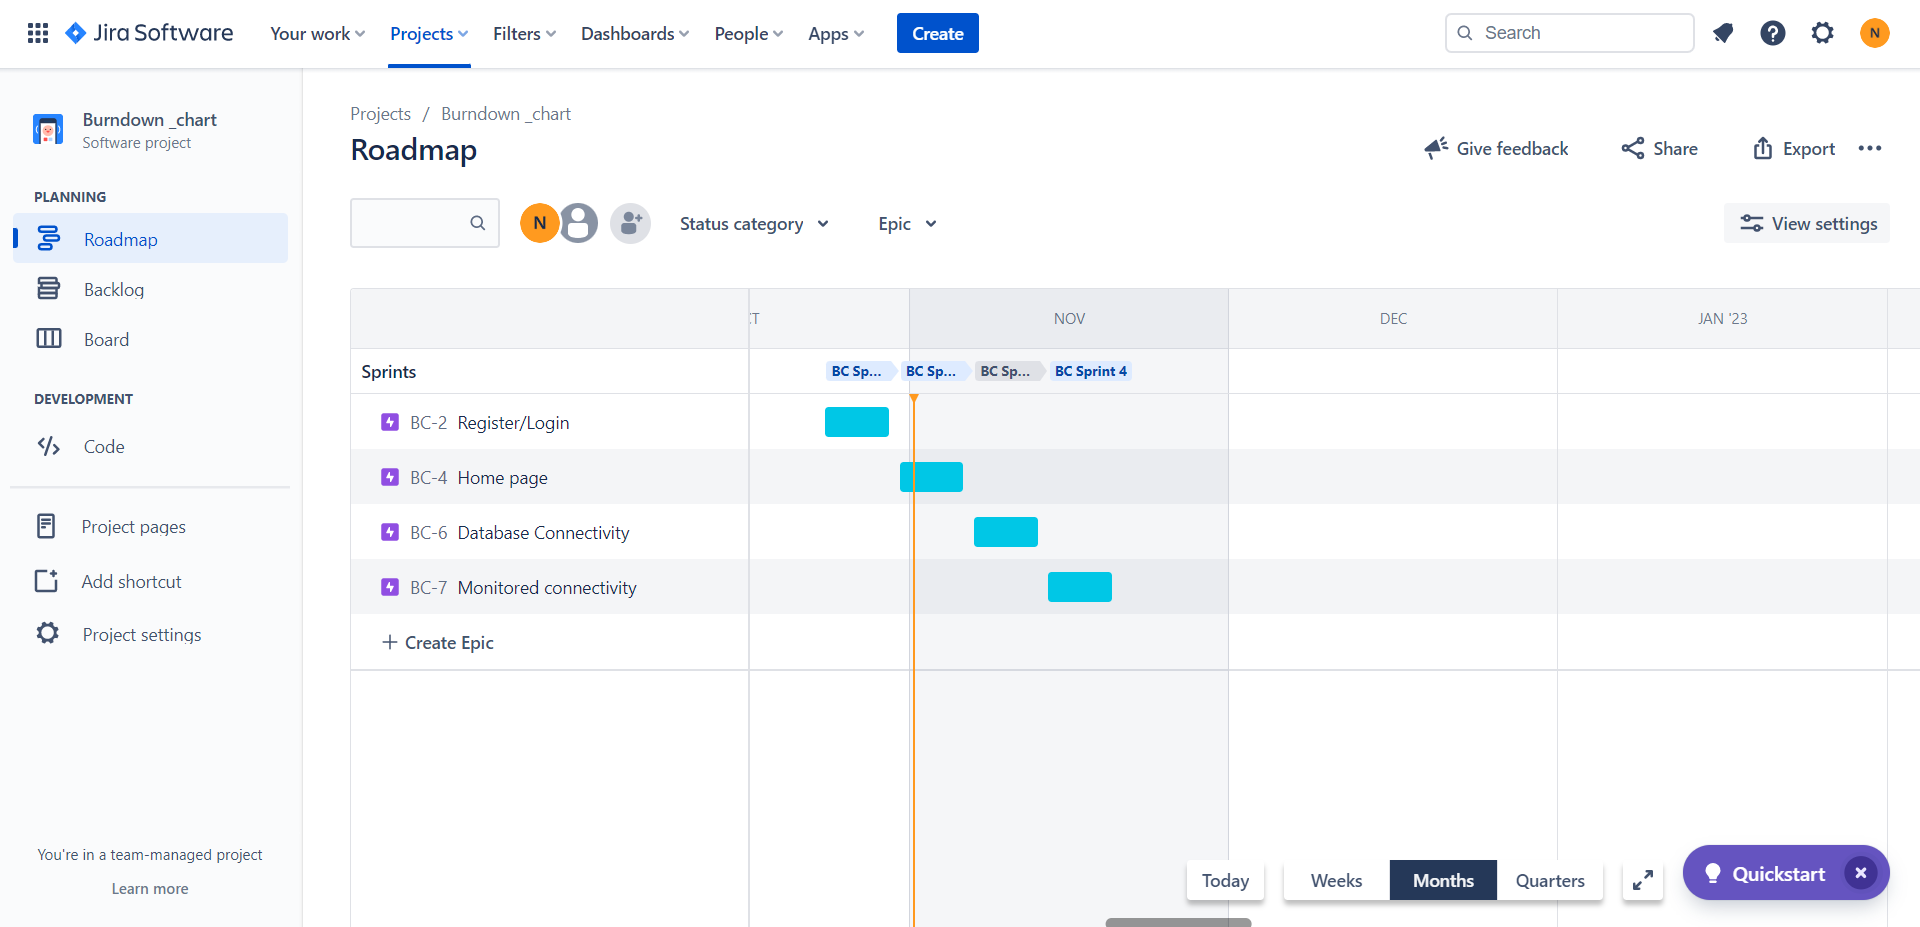 Jira Software
Your work
Projects
Filters
Dashboards
People
Apps
Create
Search
N
Burndown _chart
Software project
PLANNING
Roadmap
Backlog
Board
DEVELOPMENT
Code
Project pages
Add shortcut
Project settings
You're in a team-managed project
Learn more
Projects / Burndown _chart
Roadmap
Give feedback
Share
Export
N
Status category
Epic
View settings
NOV
DEC
JAN '23
Sprints
BC Sp...
BC Sp...
BC Sp...
BC Sprint 4
BC-2 Register/Login
BC-4 Home page
BC-6 Database Connectivity
BC-7 Monitored connectivity
+ Create Epic
Today
Weeks
Months
Quarters
Quickstart